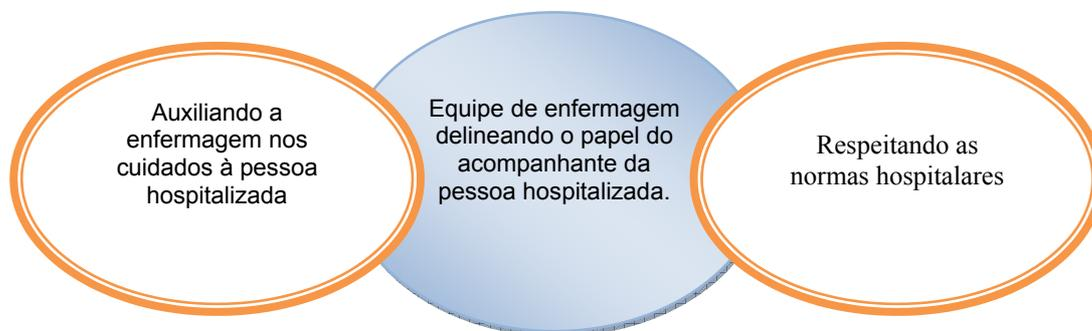 Auxiliando a
enfermagem nos
cuidados à pessoa
hospitalizada
Equipe de enfermagem
delineando o papel do
acompanhante da
pessoa hospitalizada.
Respeitando as
normas hospitalares